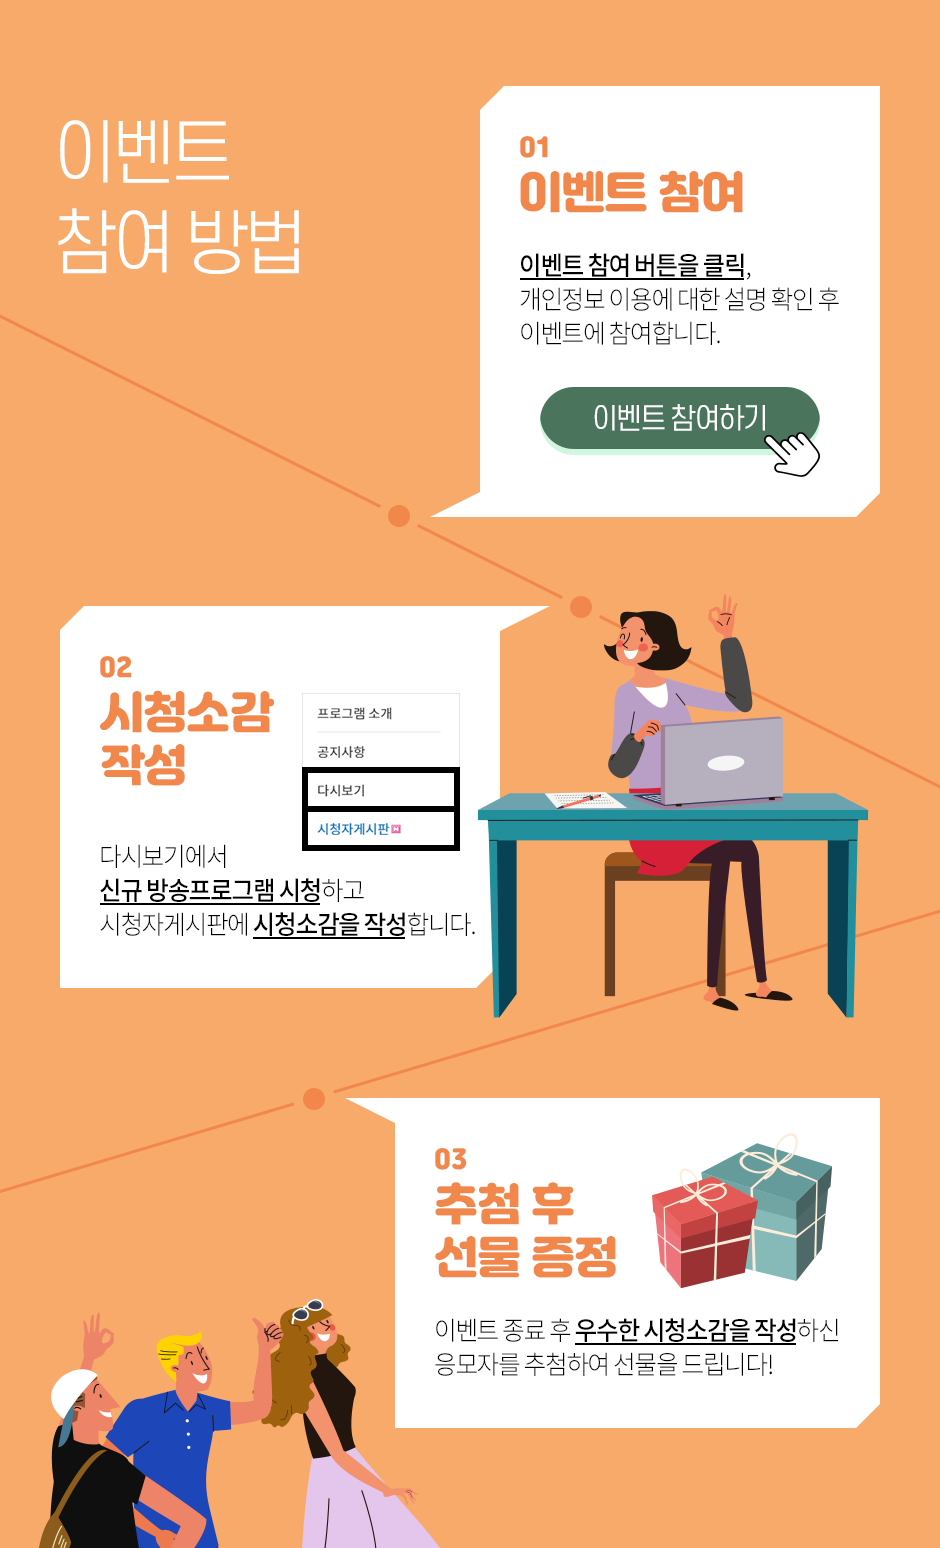 이벤트
참여 방법
01
이벤트 참여
이벤트 참여 버튼을 클릭,
개인정보 이용에 대한 설명 확인 후
이벤트에 참여합니다.
이벤트 참여하기
02
시청소감
작성
프로그램 소개
공지사항
다시보기
시청자게시판 N
다시보기에서
신규 방송프로그램 시청하고
시청자게시판에 시청소감을 작성합니다.
03
추첨 후
선물 증정
이벤트 종료 후 우수한 시청소감을 작성하신
응모자를 추첨하여 선물을 드립니다!